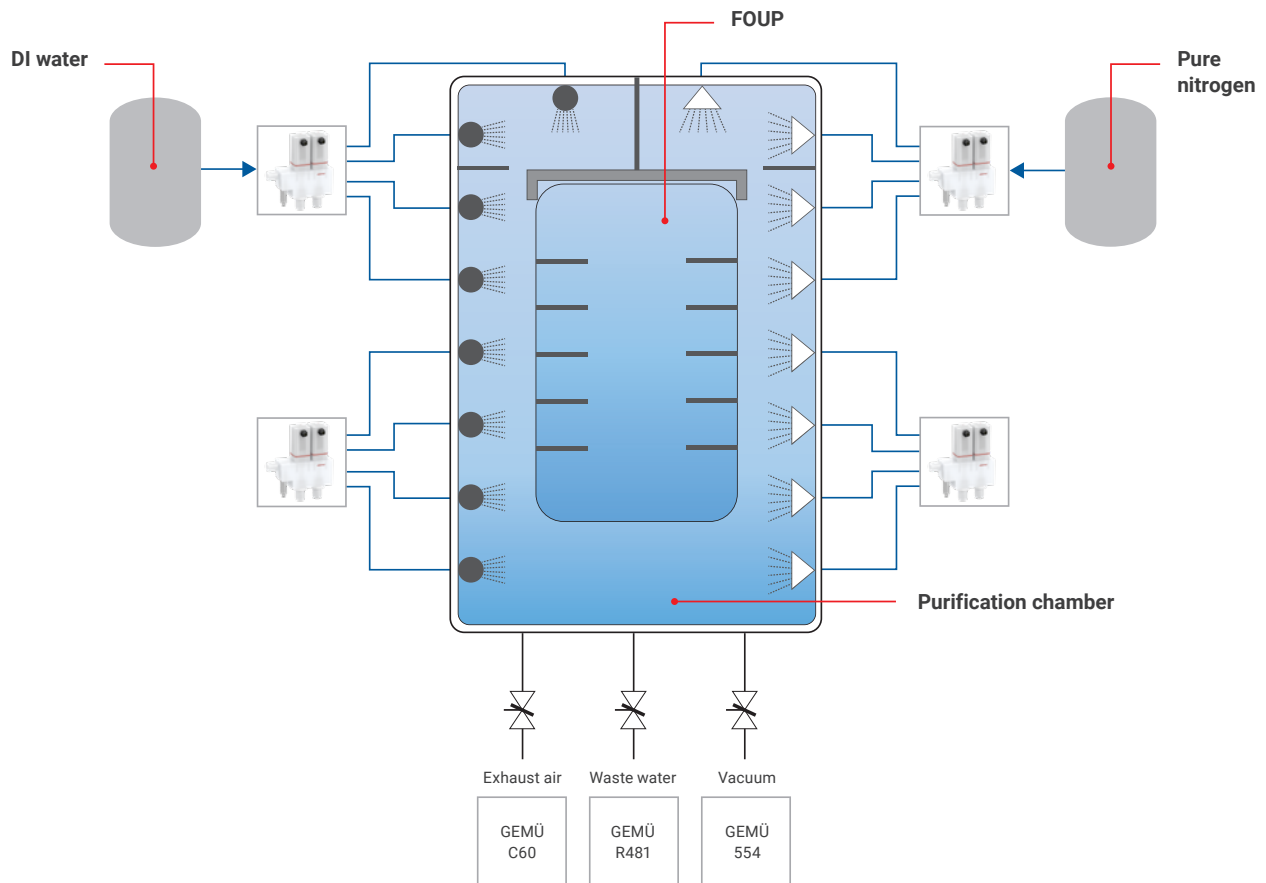 FOUP
DI water
Pure
nitrogen
Purification chamber
Exhaust air
Waste water
Vacuum
GEMÜ
C60
GEMÜ
R481
GEMÜ
554